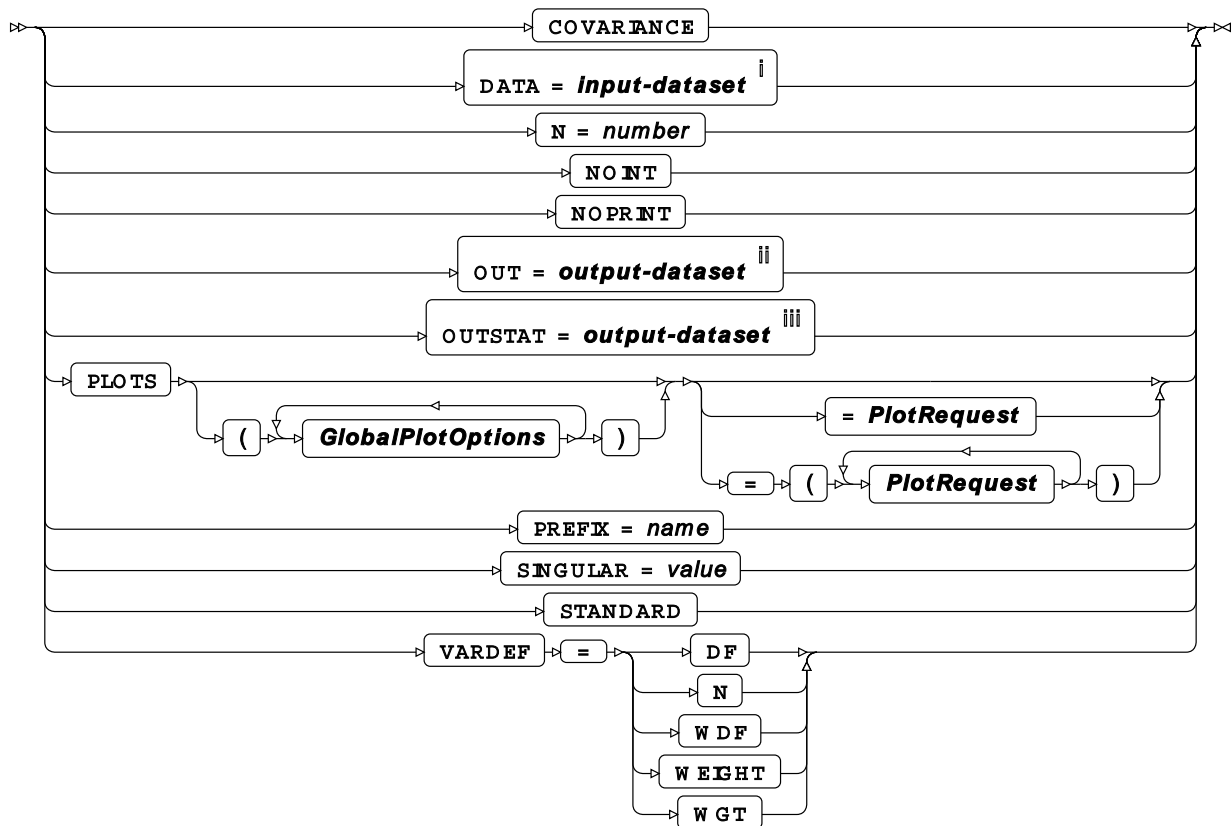 COVARIANCE
DATA = input-dataset i
N = number
NOINT
NOPRINT
OUT = output-dataset ii
OUTSTAT = output-dataset iii
PLOTS
= PlotRequest
( GlobalPlotOptions )
= ( PlotRequest )
PREFIX = name
SINGULAR = value
STANDARD
VARDEF = DF
N
WDF
WEIGHT
WGT